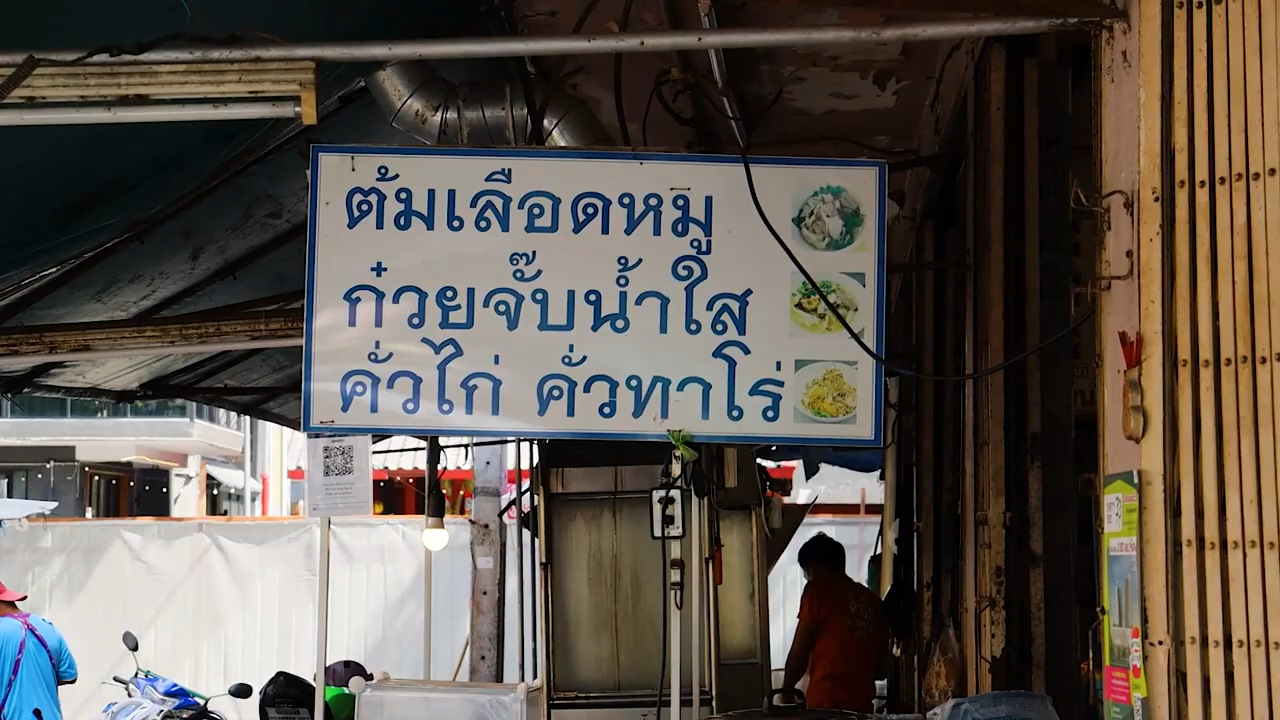 ต้มเลือดหมู
ก๋วยจั๊บน้ำใส
คั่วไก่ คั่วทาโร่